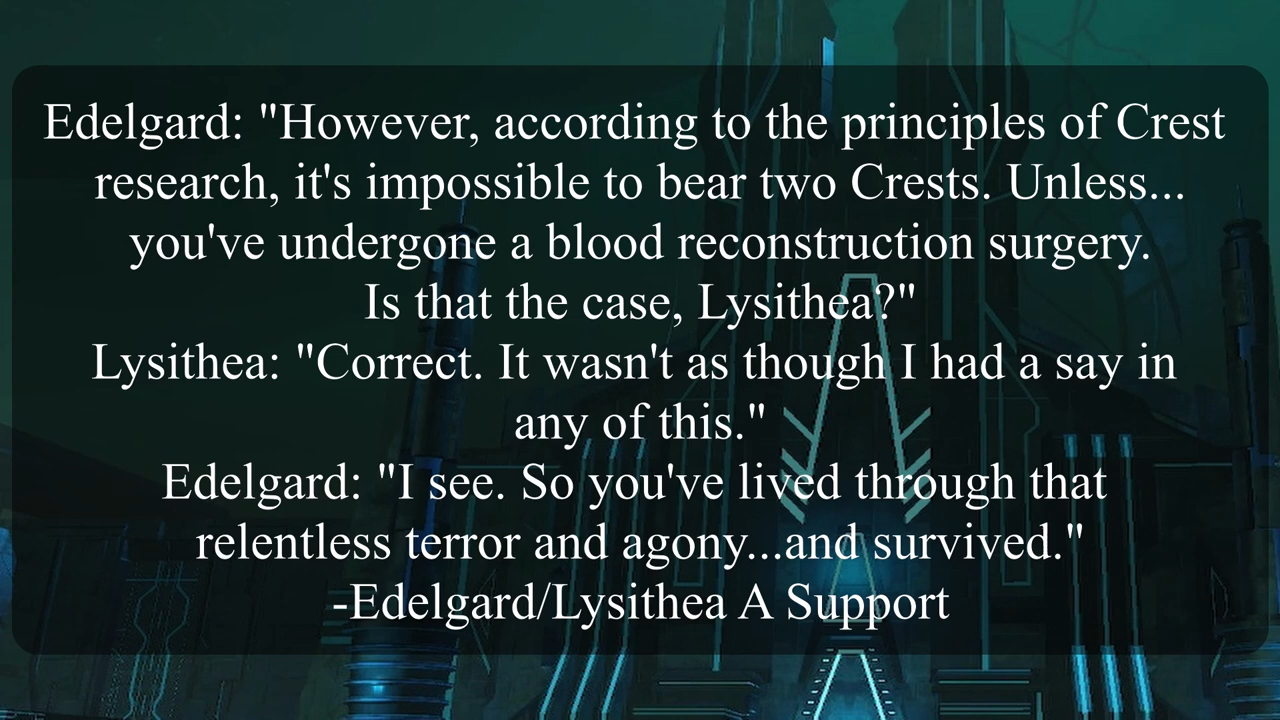 Edelgard: "However, according to the principles of Crest
research, it's impossible to bear two Crests. Unless...
you've undergone a blood reconstruction surgery.
Is that the case, Lysithea?"
Lysithea: "Correct. It wasn't as though I had a say in
any of this."
Edelgard: "I see. So you've lived through that
relentless terror and agony...and survived."
-Edelgard/Lysithea A Support